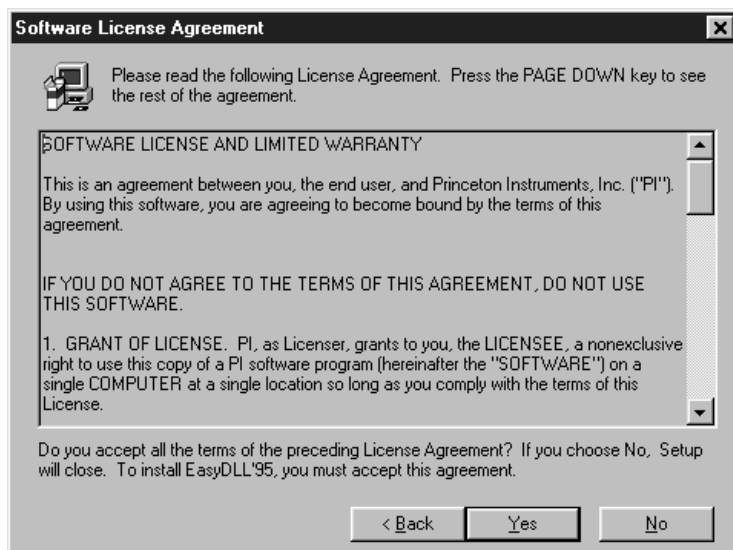 Software License Agreement
Please read the following License Agreement. Press the PAGE DOWN key to see
the rest of the agreement.
SOFTWARE LICENSE AND LIMITED WARRANTY
This is an agreement between you, the end user, and Princeton Instruments, Inc. ("PI").
By using this software, you are agreeing to become bound by the terms of this
agreement.
IF YOU DO NOT AGREE TO THE TERMS OF THIS AGREEMENT, DO NOT USE
THIS SOFTWARE.
1. GRANT OF LICENSE. PI, as Licenser, grants to you, the LICENSEE, a nonexclusive
right to use this copy of a PI software program (hereinafter the "SOFTWARE") on a
single COMPUTER at a single location so long as you comply with the terms of this
License.
Do you accept all the terms of the preceding License Agreement? If you choose No, Setup
will close. To install EasyDLL'95, you must accept this agreement.
< Back Yes No